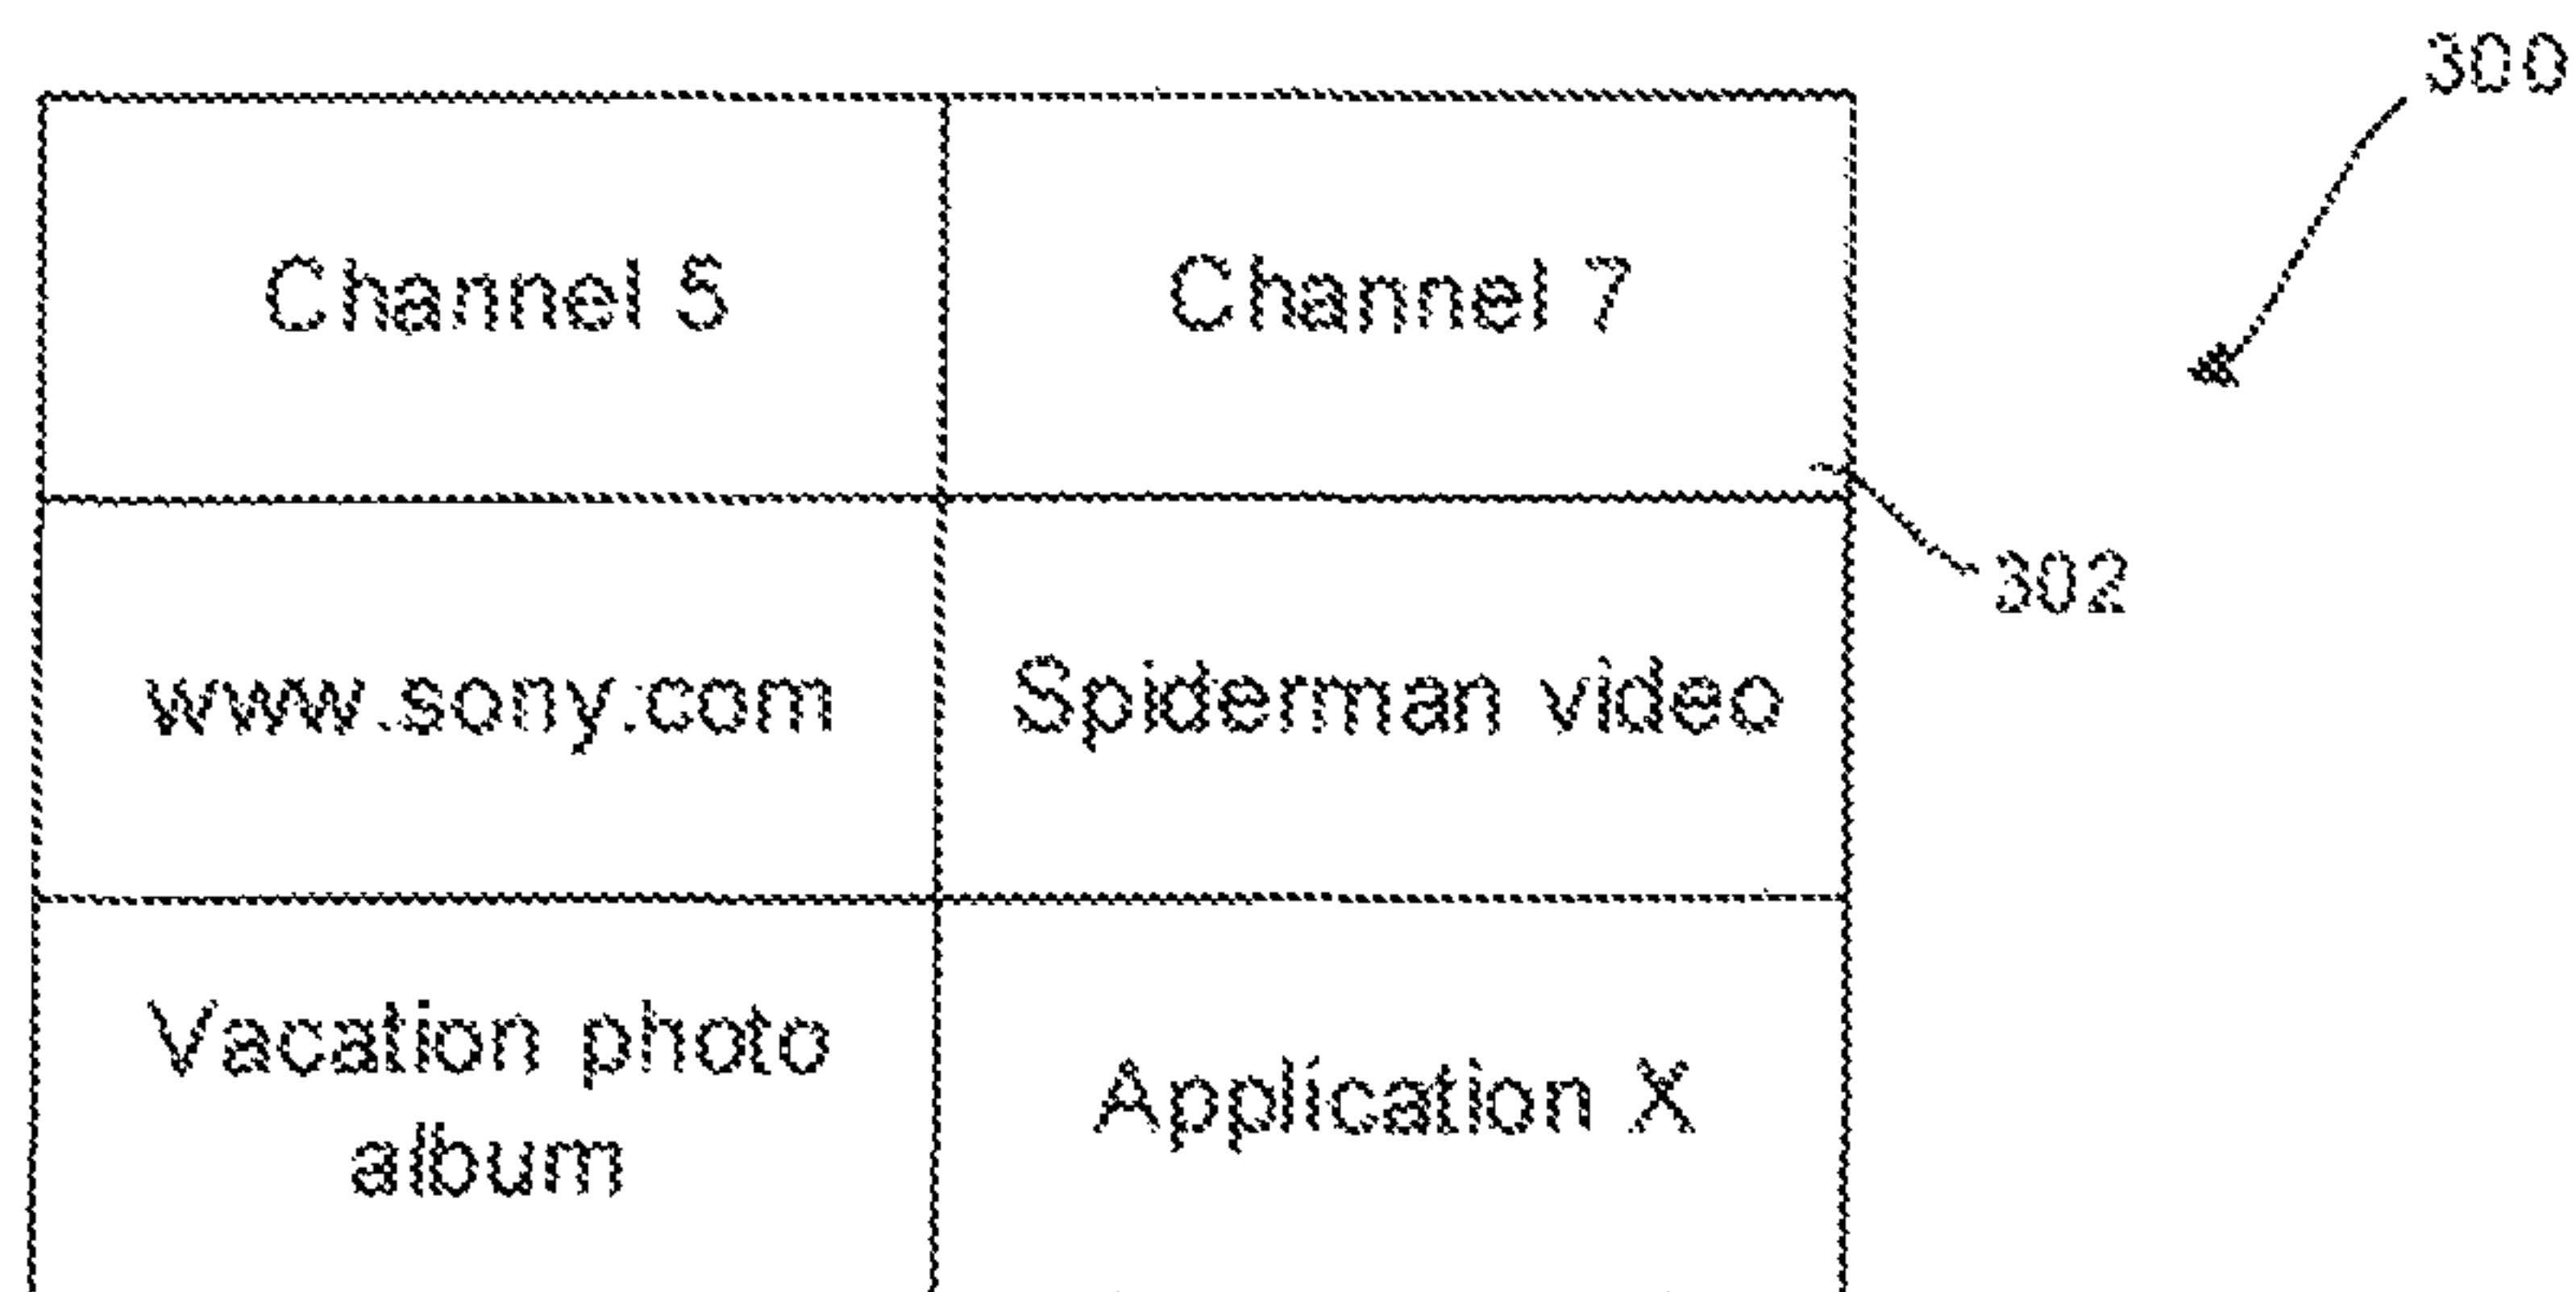 300
Channel 5
Channel 7
302
www.sony.com
Spiderman video
Vacation photo
album
Application X